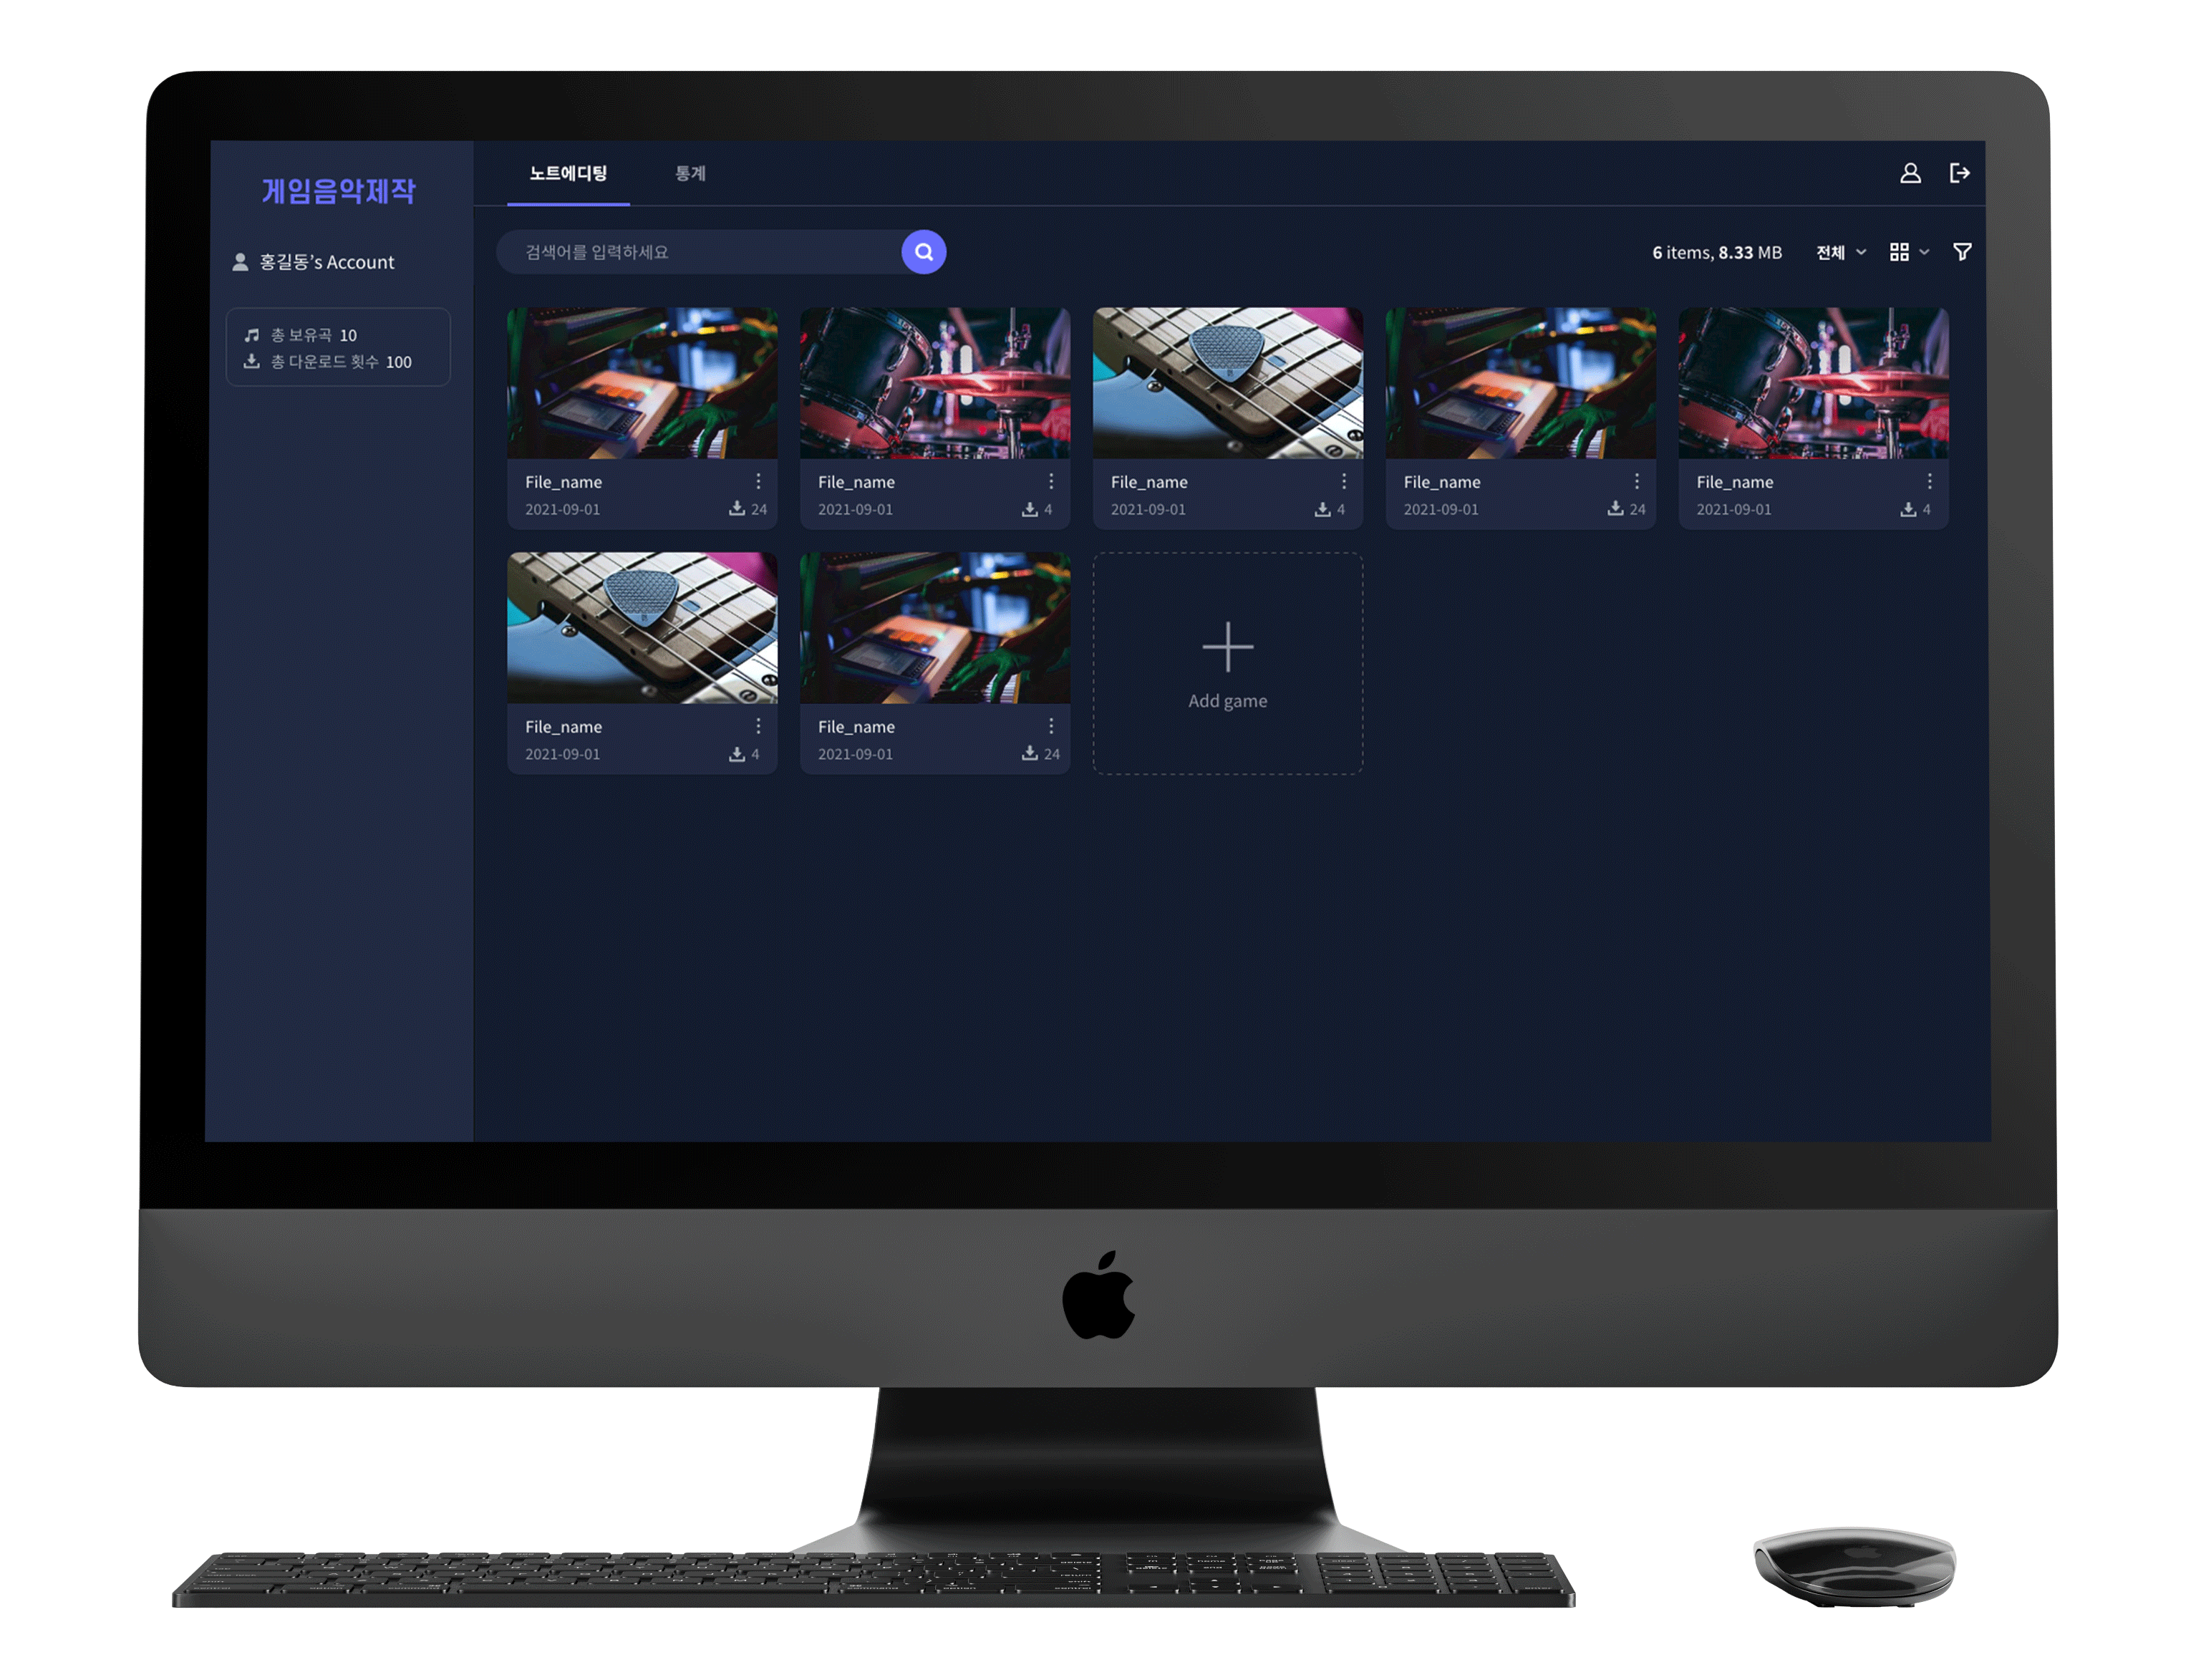 게임음악제작
홍길동's Account
총 보유곡 10
총 다운로드 횟수 100
노트에디팅 통계
검색어를 입력하세요
6 items, 8.33 MB 전체
File_name
2021-09-01 24
File_name
2021-09-01 4
File_name
2021-09-01 4
File_name
2021-09-01 24
File_name
2021-09-01 4
File_name
2021-09-01 4
File_name
2021-09-01 24
Add game